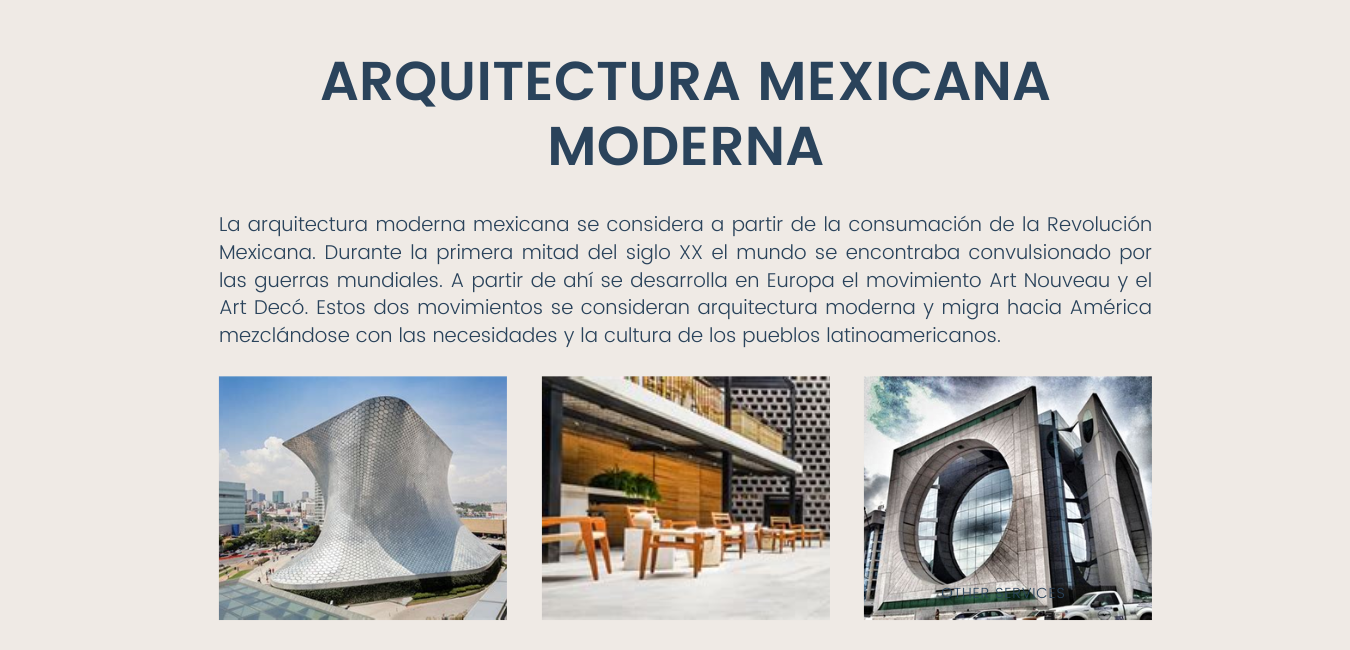 ARQUITECTURA MEXICANA
MODERNA
La arquitectura moderna mexicana se considera a partir de la consumación de la Revolución
Mexicana. Durante la primera mitad del siglo XX el mundo se encontraba convulsionado por
las guerras mundiales. A partir de ahí se desarrolla en Europa el movimiento Art Nouveau y el
Art Decó. Estos dos movimientos se consideran arquitectura moderna y migra hacia América
mezclándose con las necesidades y la cultura de los pueblos latinoamericanos.
OTHER SERVICES